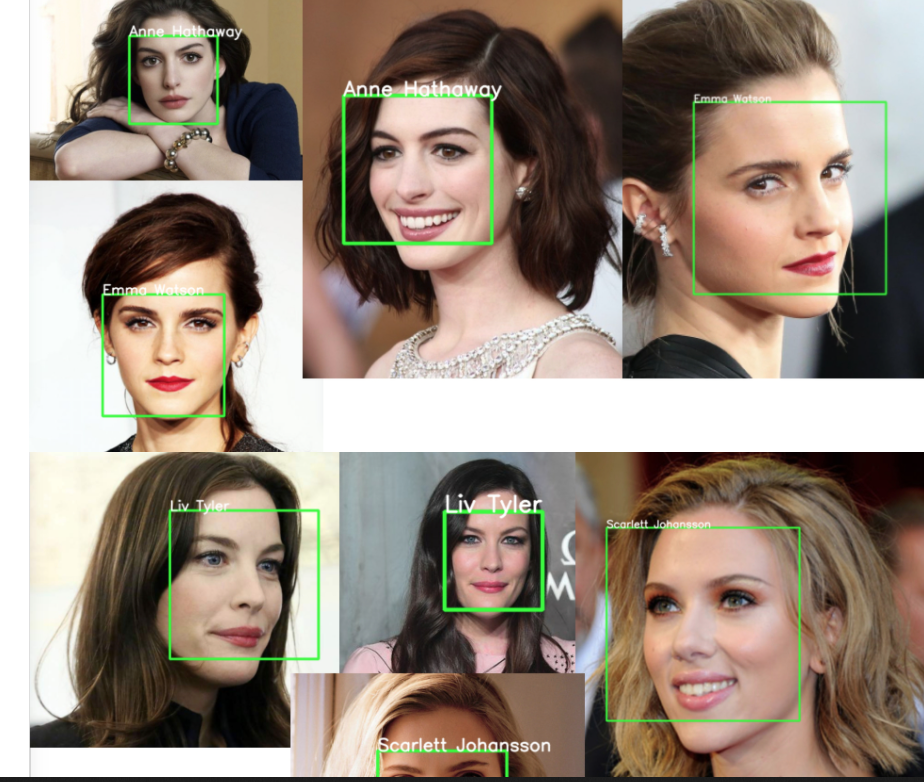 Anne Hathaway
Anne Hathaway
Emma Watson
Emma Watson
Liv Tyler
Liv Tyler
Scarlett Johansson
Scarlett Johansson